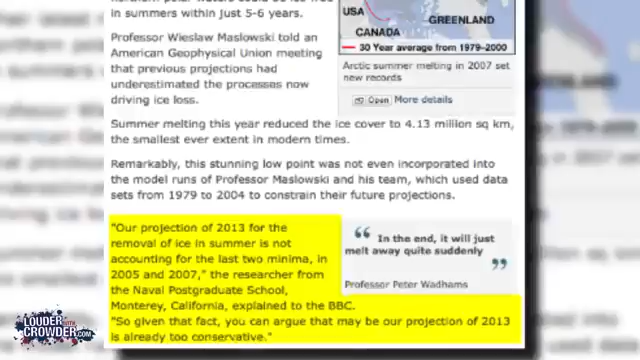 northern polar waters could be ice-free
in summers within just 5-6 years.
Professor Wieslaw Maslowski told an
American Geophysical Union meeting
that previous projections had
underestimated the processes now
driving ice loss.
USA
CANADA
GREENLAND
30 Year average from 1979-2000
Arctic summer melting in 2007 set
new records
Open More details
Summer melting this year reduced the ice cover to 4.13 million sq km,
the smallest ever extent in modern times.
Remarkably, this stunning low point was not even incorporated into
the model runs of Professor Maslowski and his team, which used data
sets from 1979 to 2004 to constrain their future projections.
"Our projection of 2013 for the
removal of ice in summer is not
accounting for the last two minima, in
2005 and 2007," the researcher from
the Naval Postgraduate School,
Monterey, California, explained to the BBC.
"So given that fact, you can argue that may be our projection of 2013
is already too conservative."
“ In the end, it will just
melt away quite suddenly ”
Professor Peter Wadhams
LOUDER WITH
CROWDER.COM